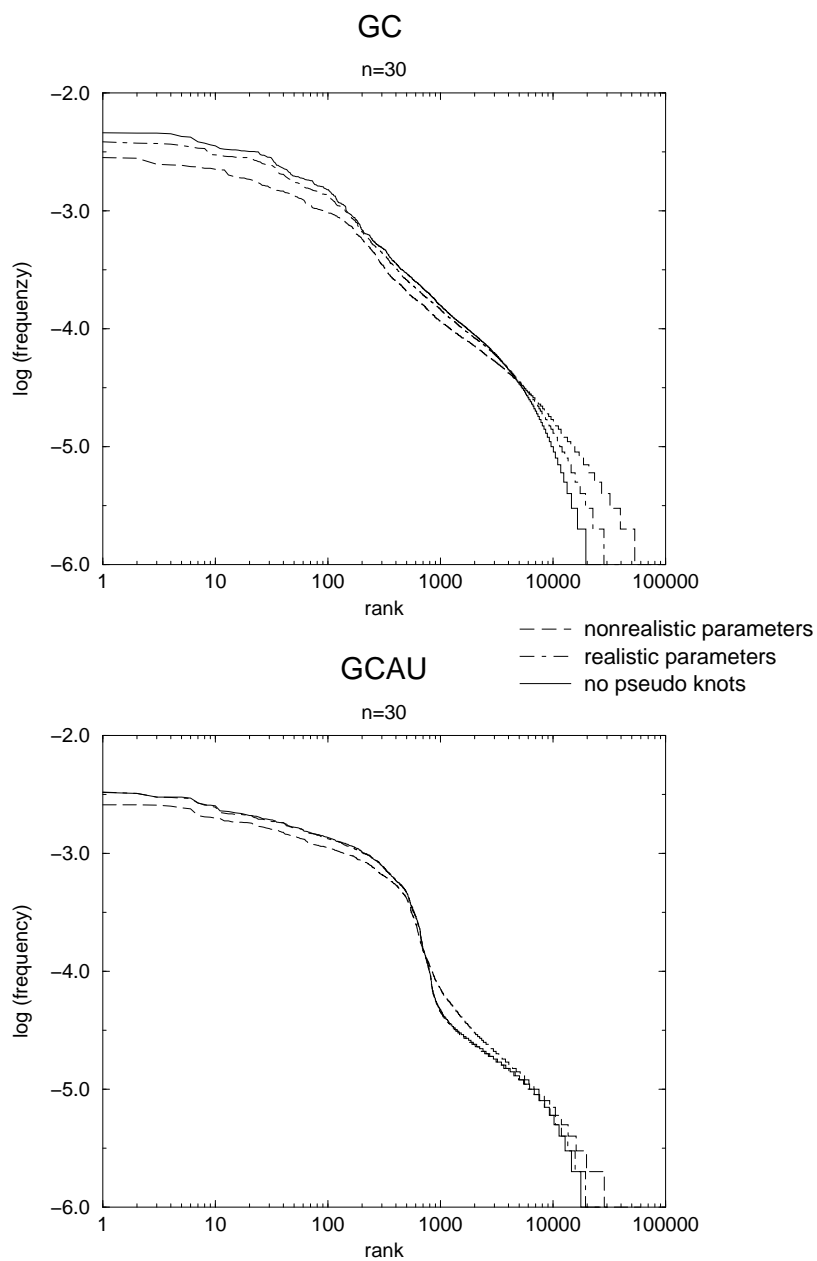 GC
n=30
−2.0
−3.0
−4.0
−5.0
−6.0
log (frequenzy)
1 10 100 1000 10000 100000
rank
nonrealistic parameters
realistic parameters
no pseudo knots
GCAU
n=30
−2.0
−3.0
−4.0
−5.0
−6.0
log (frequency)
1 10 100 1000 10000 100000
rank